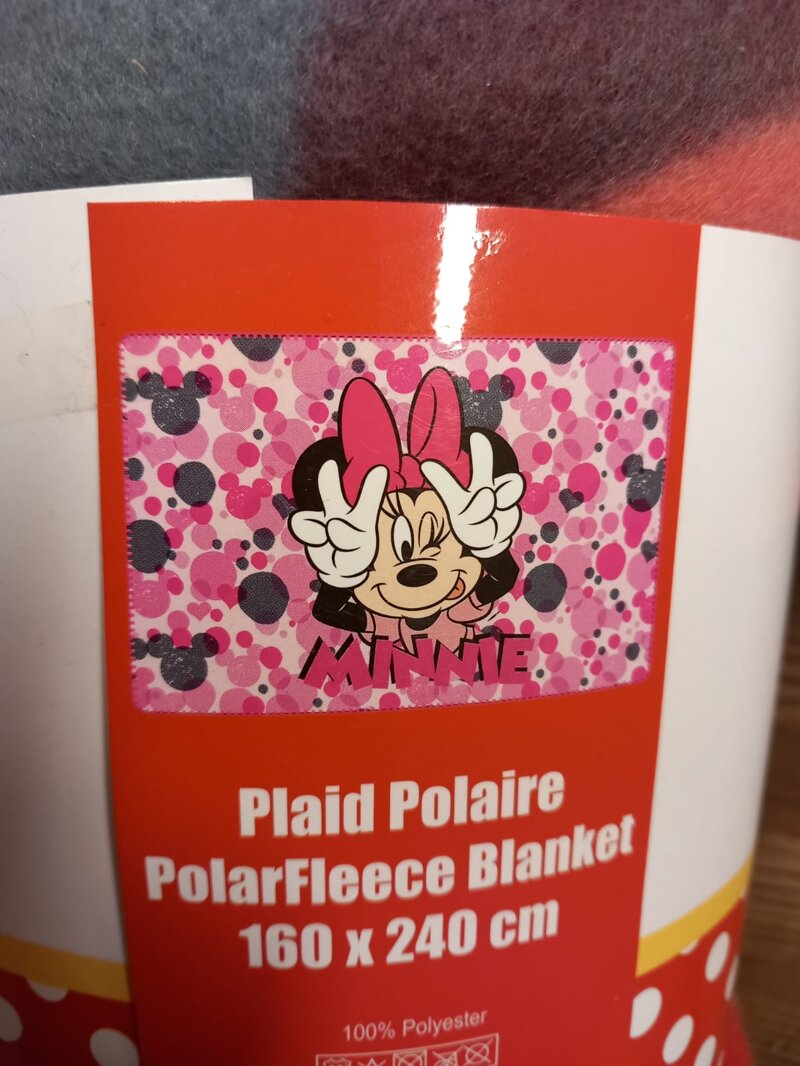 MINNIE
Plaid Polaire
PolarFleece Blanket
160 x 240 cm
100% Polyester